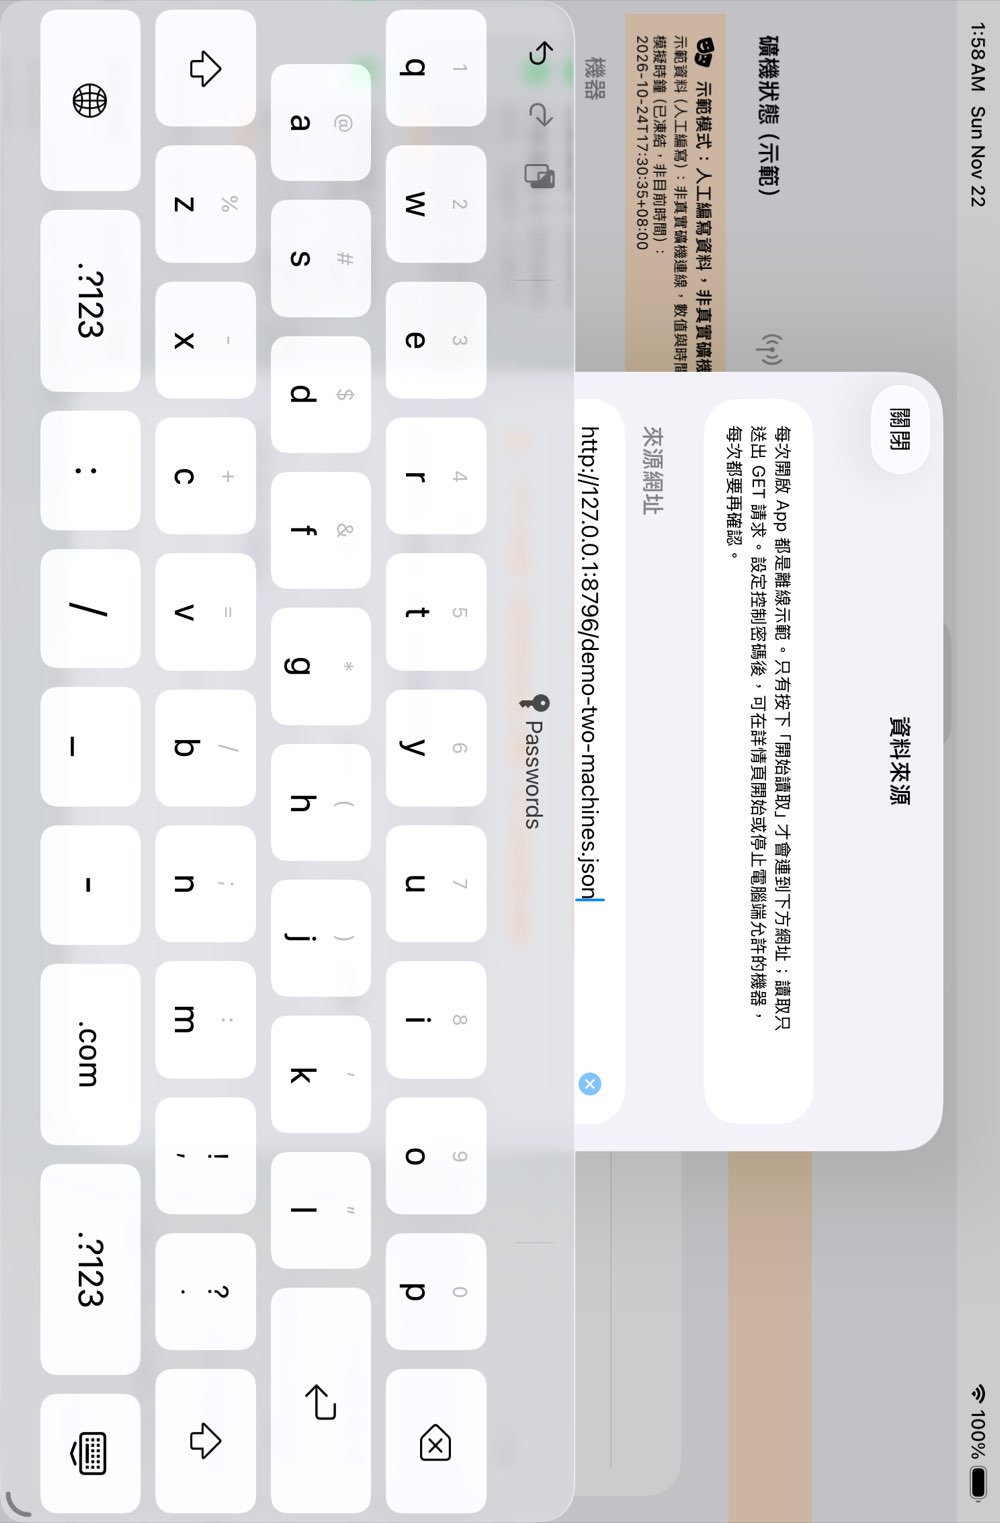 1:58 AM Sun Nov 22
100%
關閉
資料來源
每次開啟 App 都是離線示範。只有按下「開始讀取」才會連到下方網址；讀取只
送出 GET 請求。設定控制密碼後，可在詳情頁開始或停止電腦端允許的機器，
每次都要再確認。
來源網址
http://127.0.0.1:8796/demo-two-machines.json
礦機狀態（示範）
示範模式：人工編寫資料，非真實礦機
示範資料（人工編寫）：非真實礦機連線，數值與時間
模擬時鐘（已凍結，非目前時間）：
2026-10-24T17:30:35+08:00
機器
Passwords
1 2 3 4 5 6 7 8 9 0
q w e r t y u i o p
@ # $ & * ( ) ' "
a s d f g h j k l
% - + = / ; : ! ?
z x c v b n m , .
.?123 : / _ - .com .?123